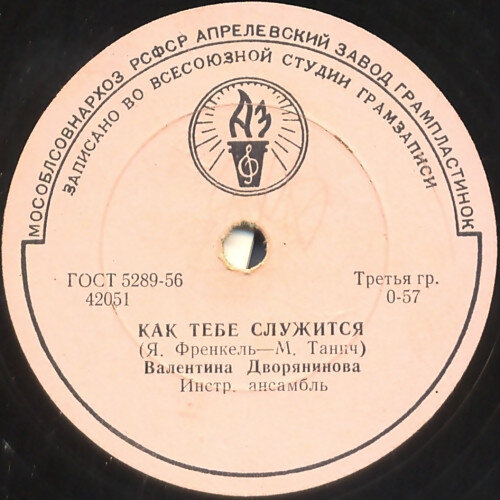 МОСОБЛСОВНАРХОЗ РСФСР АПРЕЛЕВСКИЙ ЗАВОД ГРАМПЛАСТИНОК
ЗАПИСАНО ВО ВСЕСОЮЗНОЙ СТУДИИ ГРАМЗАПИСИ
АЗ
ГОСТ 5289-56
42051
Третья гр.
0-57
КАК ТЕБЕ СЛУЖИТСЯ
(Я. Френкель—М. Танич)
Валентина Дворянинова
Инстр. ансамбль